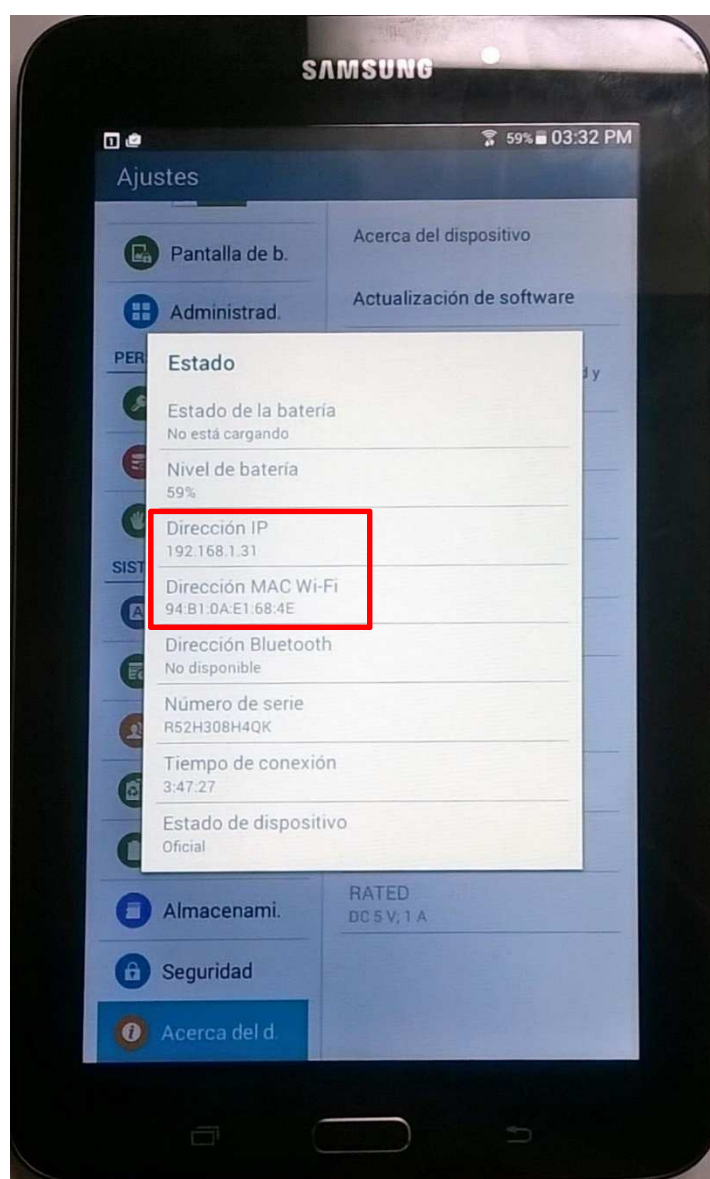 SAMSUNG
59% 03:32 PM
Ajustes
Pantalla de b.
Administrad.
PER
SIST
Almacenami.
Seguridad
Acerca del d.
Acerca del dispositivo
Actualización de software
d y
Estado
Estado de la batería
No está cargando
Nivel de batería
59%
Dirección IP
192.168.1.31
Dirección MAC Wi-Fi
94:B1:0A:E1:68:4E
Dirección Bluetooth
No disponible
Número de serie
R52H308H4QK
Tiempo de conexión
3:47:27
Estado de dispositivo
Oficial
RATED
DC 5 V; 1 A